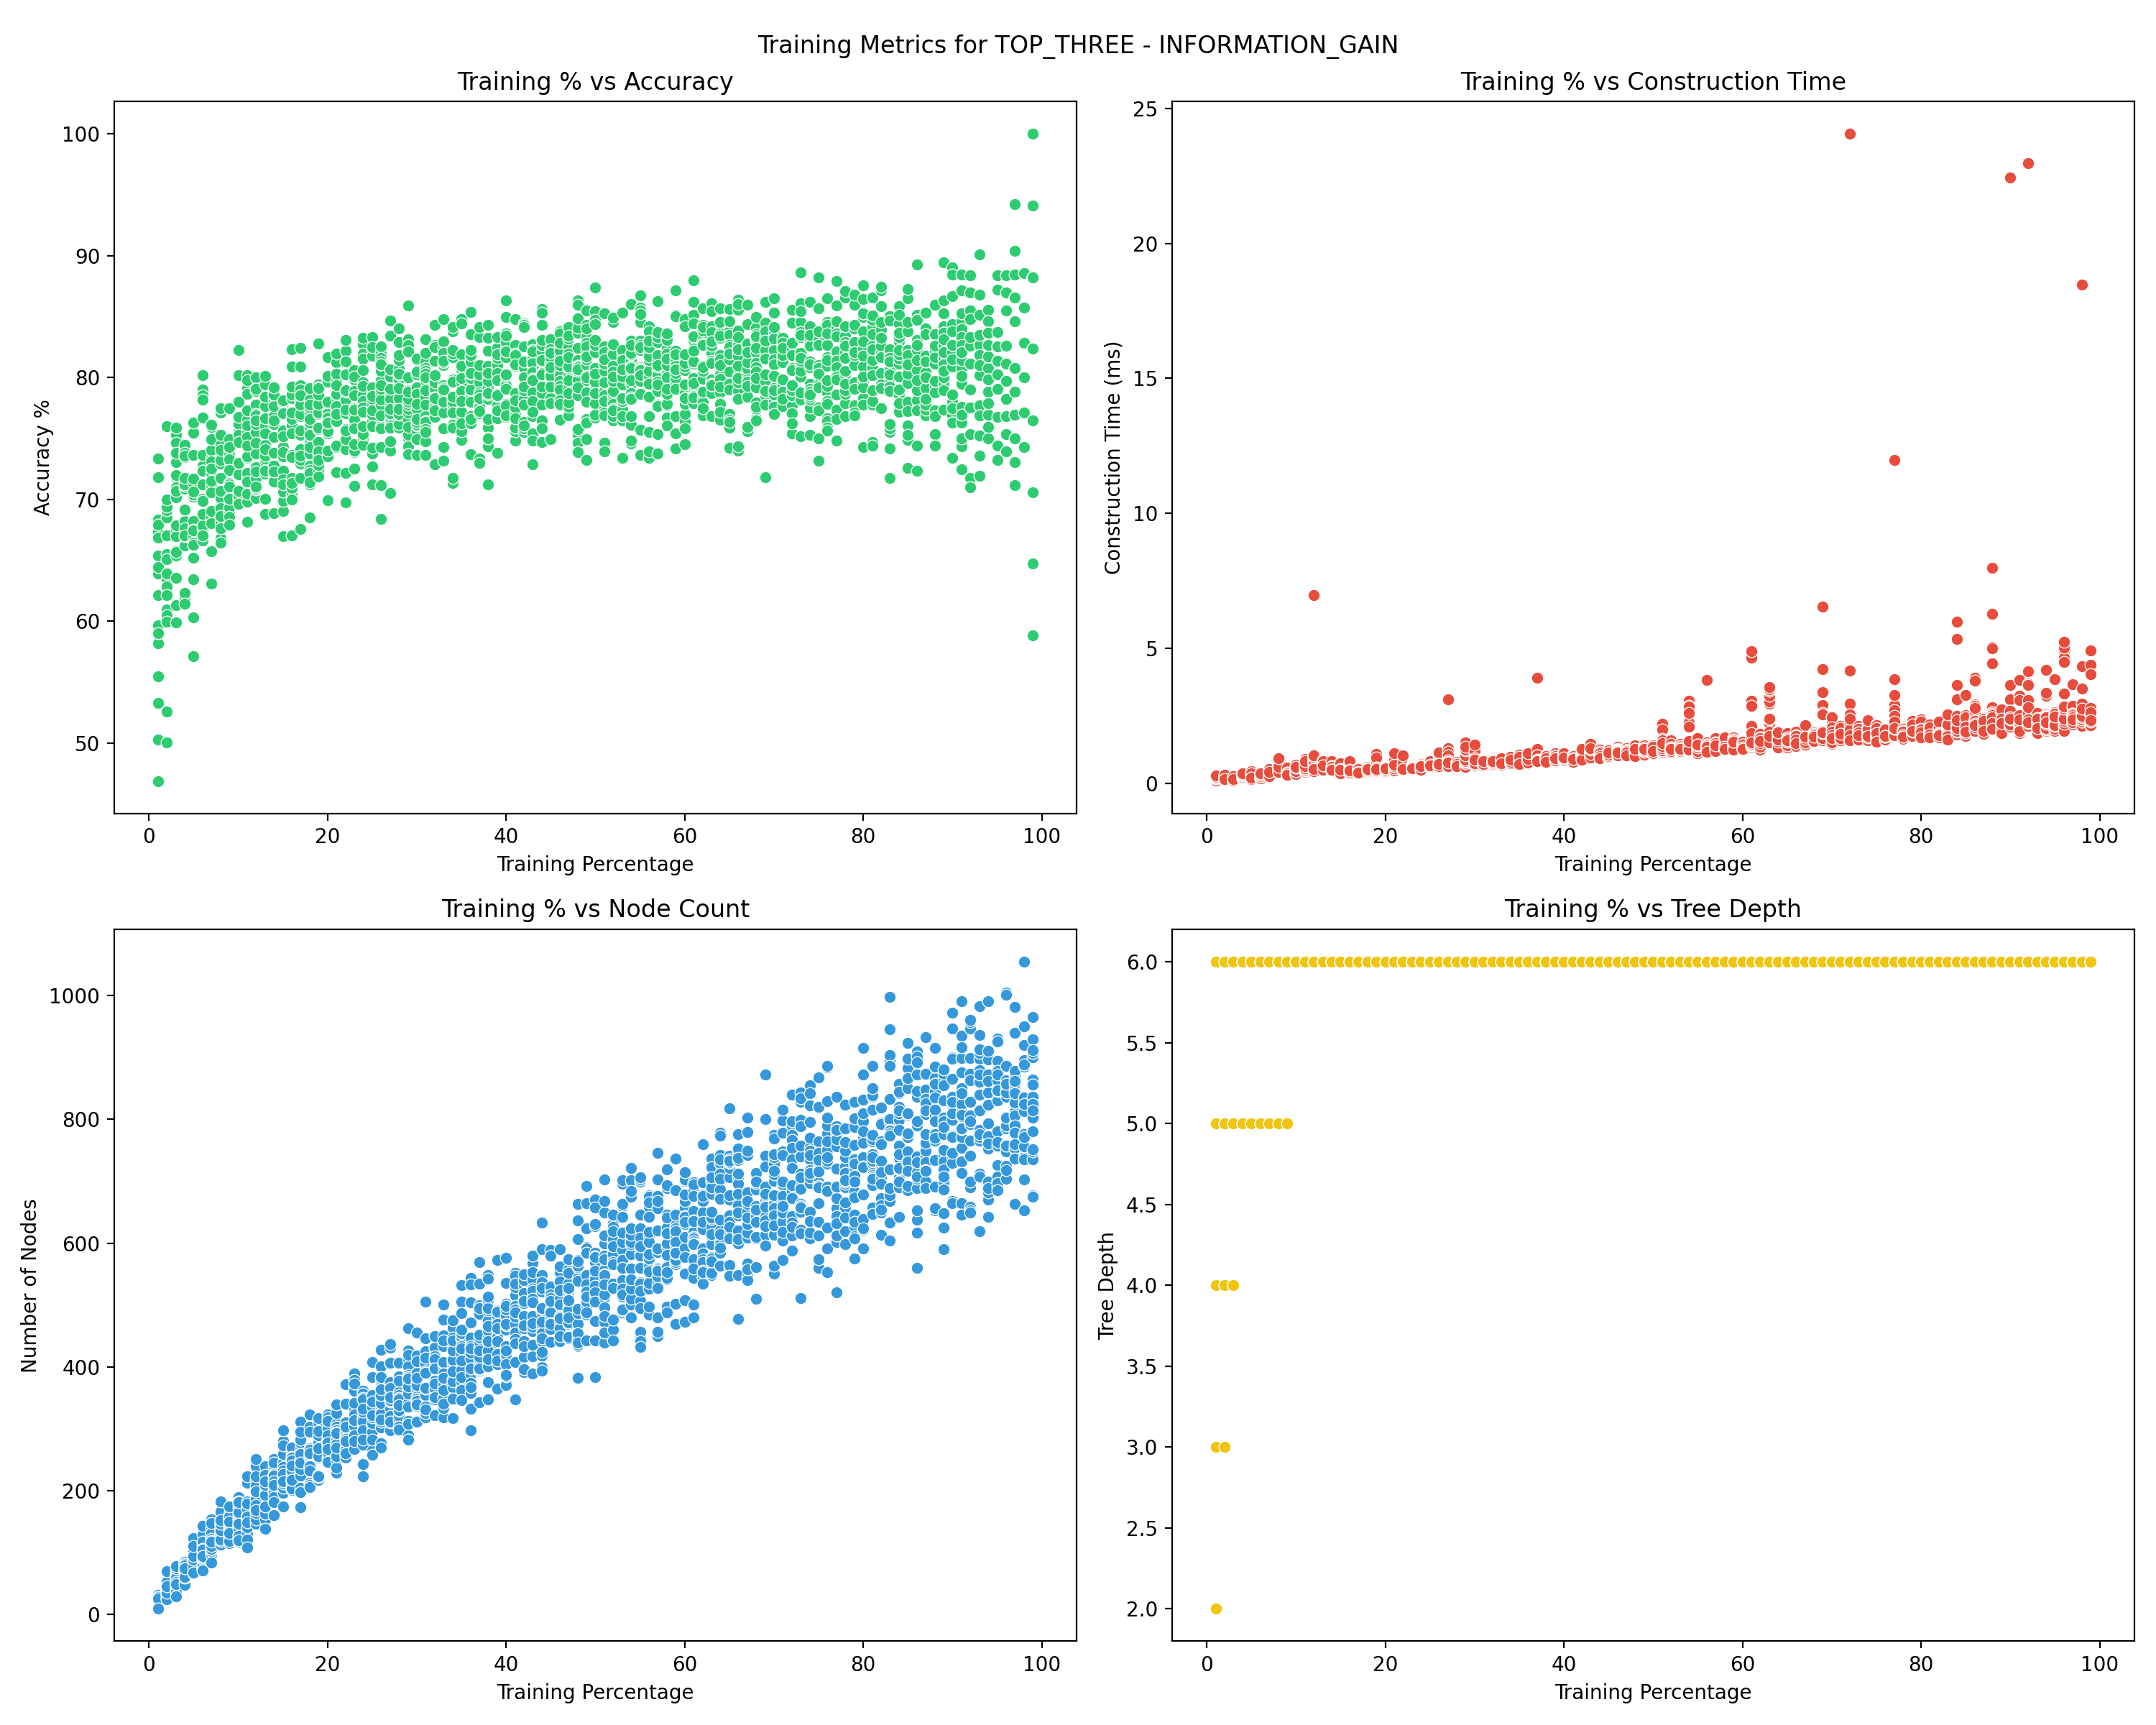 Training Metrics for TOP_THREE - INFORMATION_GAIN
Training % vs Accuracy
100
90
80
70
60
50
Accuracy %
0 20 40 60 80 100
Training Percentage
Training % vs Construction Time
25
20
15
10
5
0
Construction Time (ms)
0 20 40 60 80 100
Training Percentage
Training % vs Node Count
1000
800
600
400
200
0
Number of Nodes
0 20 40 60 80 100
Training Percentage
Training % vs Tree Depth
6.0
5.5
5.0
4.5
4.0
3.5
3.0
2.5
2.0
Tree Depth
0 20 40 60 80 100
Training Percentage